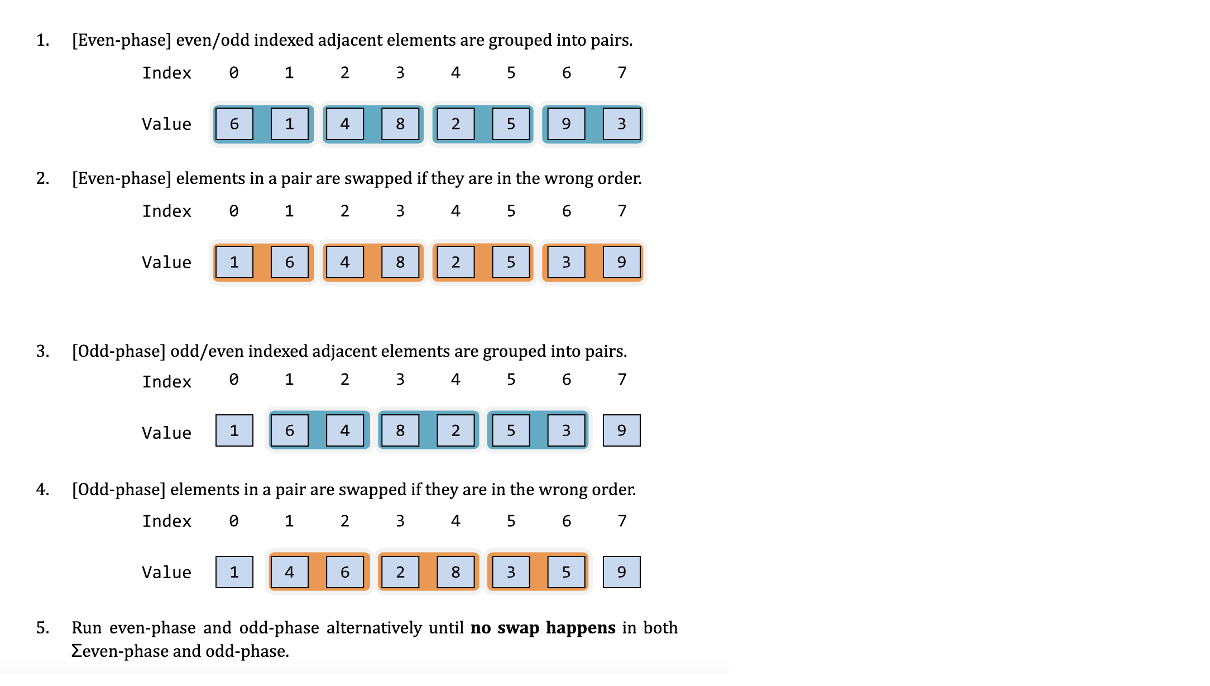 1. [Even-phase] even/odd indexed adjacent elements are grouped into pairs.
Index 0 1 2 3 4 5 6 7
Value 6 1 4 8 2 5 9 3
2. [Even-phase] elements in a pair are swapped if they are in the wrong order.
Index 0 1 2 3 4 5 6 7
Value 1 6 4 8 2 5 3 9
3. [Odd-phase] odd/even indexed adjacent elements are grouped into pairs.
Index 0 1 2 3 4 5 6 7
Value 1 6 4 8 2 5 3 9
4. [Odd-phase] elements in a pair are swapped if they are in the wrong order.
Index 0 1 2 3 4 5 6 7
Value 1 4 6 2 8 3 5 9
5. Run even-phase and odd-phase alternatively until no swap happens in both
Σeven-phase and odd-phase.